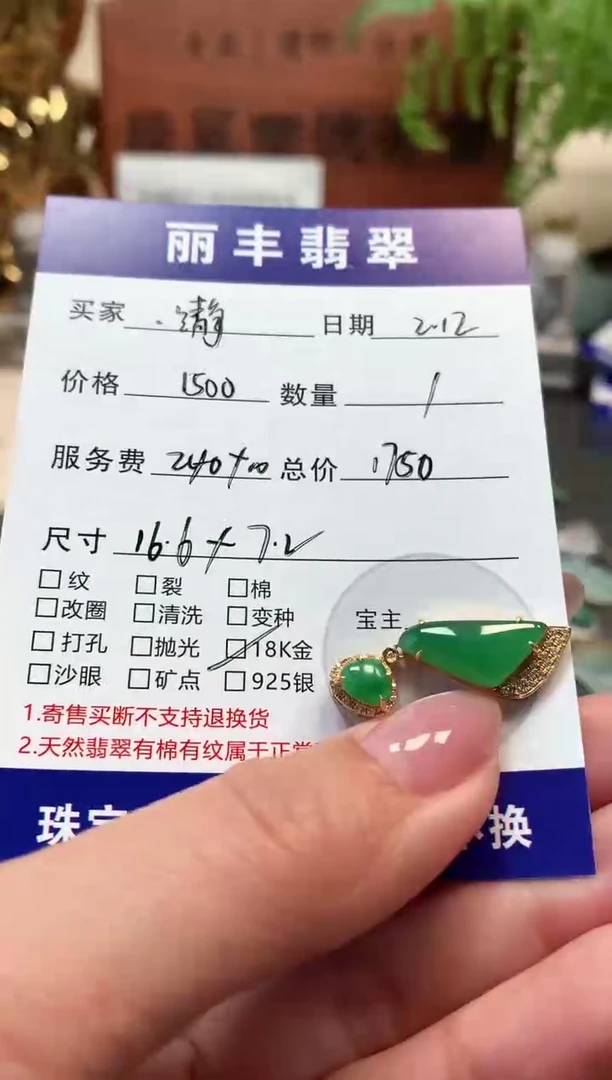 丽丰翡翠
买家 静 日期 2.12
价格 1500 数量 1
服务费 240+10 总价 1750
尺寸 16.6×7.2
□纹 □裂 □棉
□改圈 □清洗 □变种 宝主
□打孔 □抛光 □18K金
□沙眼 □矿点 □925银
1.寄售买断不支持退换货
2.天然翡翠有棉有纹属于正常
珠宝 换